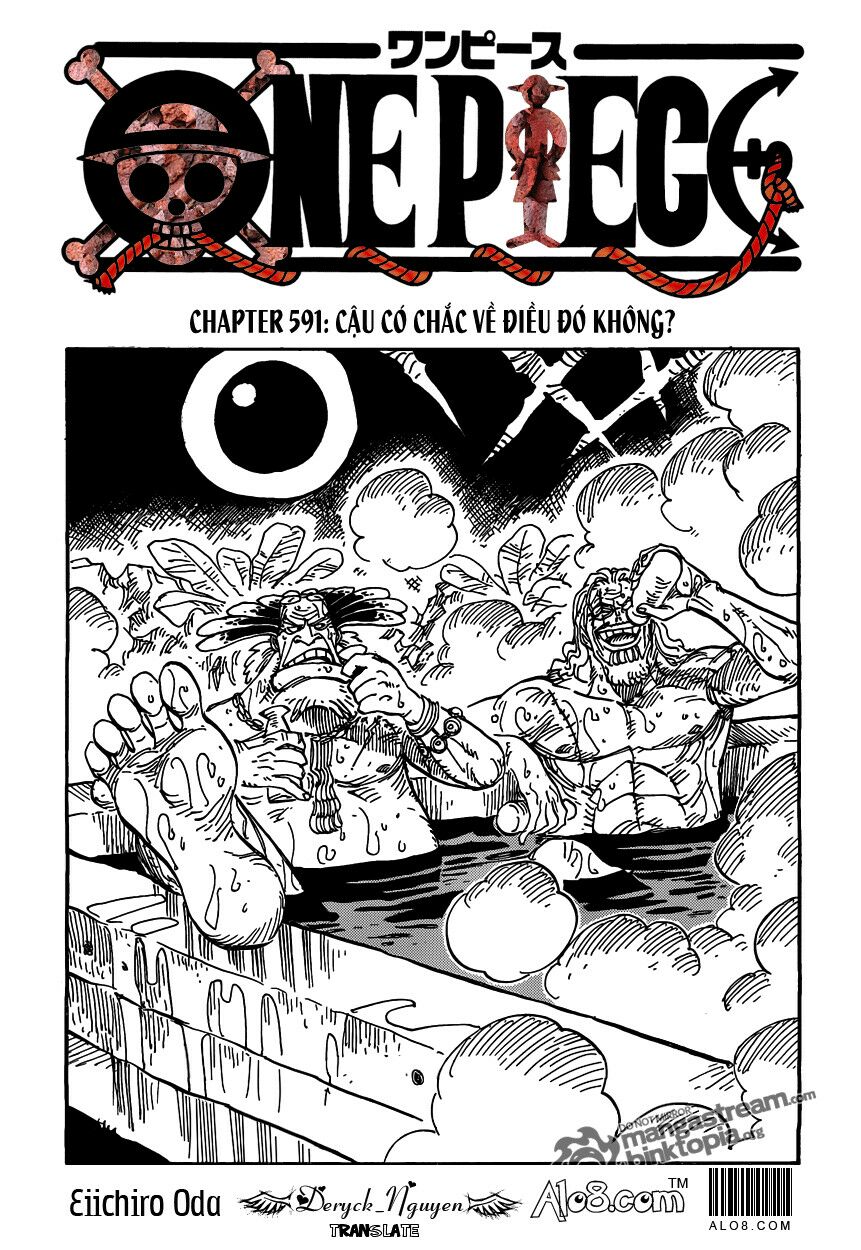 ワンピース
ONE PIECE
CHAPTER 591: CẬU CÓ CHẮC VỀ ĐIỀU ĐÓ KHÔNG?
DO NOT MIRROR
mangastream.com
binktopia.org
Eiichiro Oda
Deryck_Nguyen
TRANSLATE
Alo8.com™
ALO8.COM